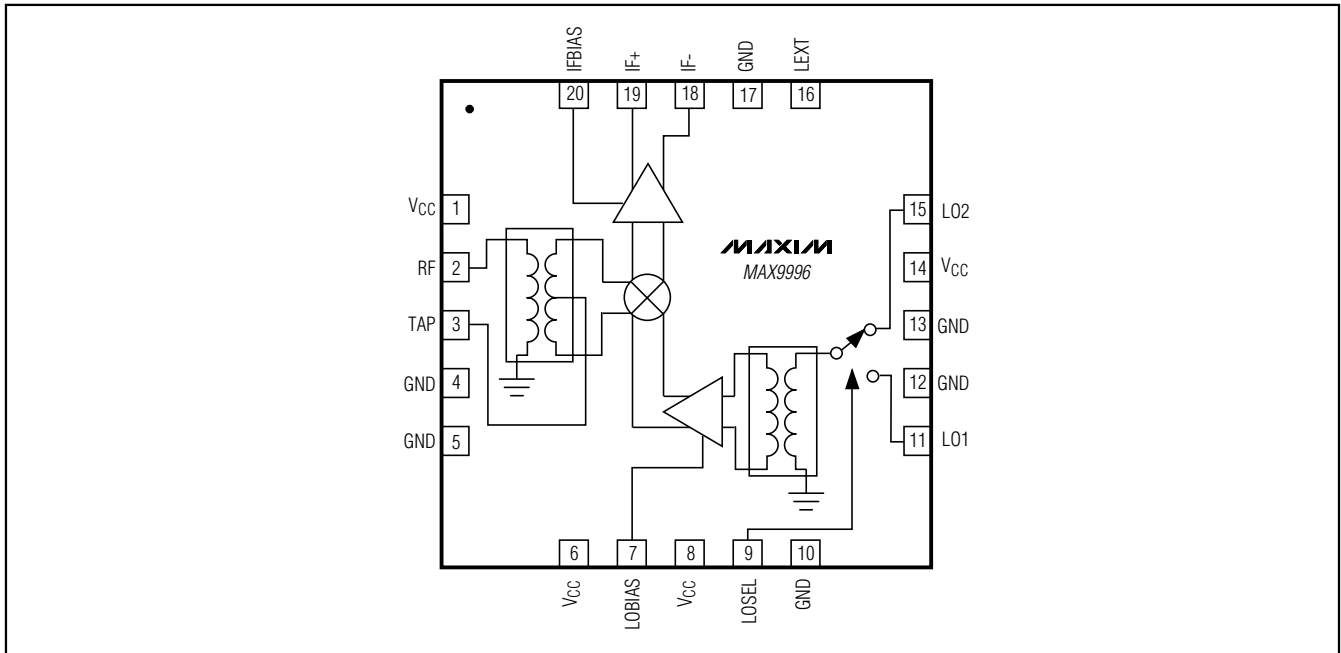 IFBIAS
IF+
IF-
GND
LEXT
20
19
18
17
16
VCC 1
RF 2
TAP 3
GND 4
GND 5
MAXIM
MAX9996
15 LO2
14 VCC
13 GND
12 GND
11 LO1
6
7
8
9
10
VCC
LOBIAS
VCC
LOSEL
GND